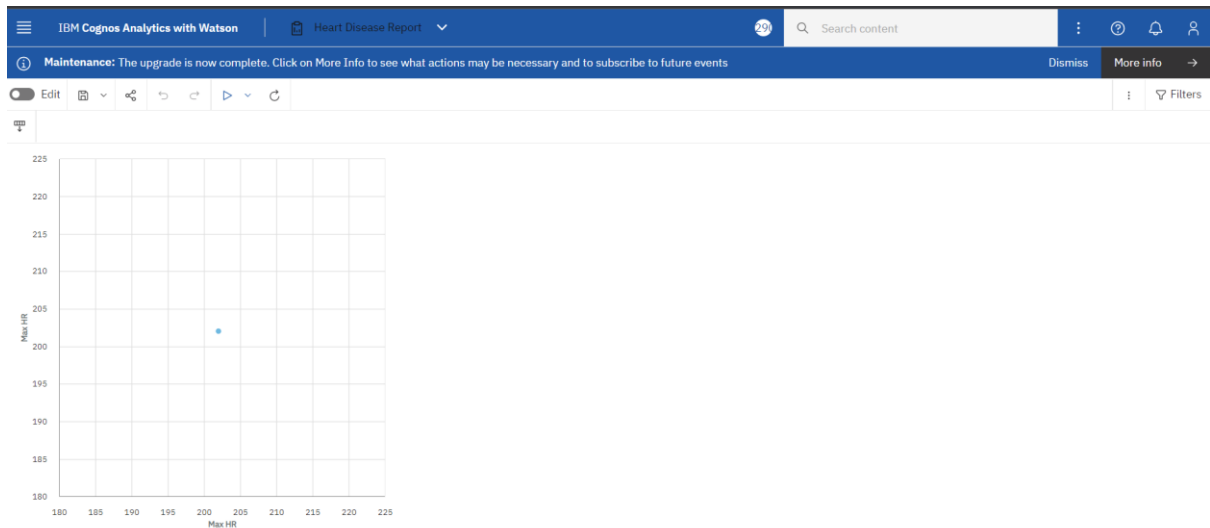 IBM Cognos Analytics with Watson Heart Disease Report Search content
Maintenance: The upgrade is now complete. Click on More Info to see what actions may be necessary and to subscribe to future events Dismiss More info
Edit Filters
225
220
215
210
205
200
195
190
185
180
Max HR
180 185 190 195 200 205 210 215 220 225
Max HR